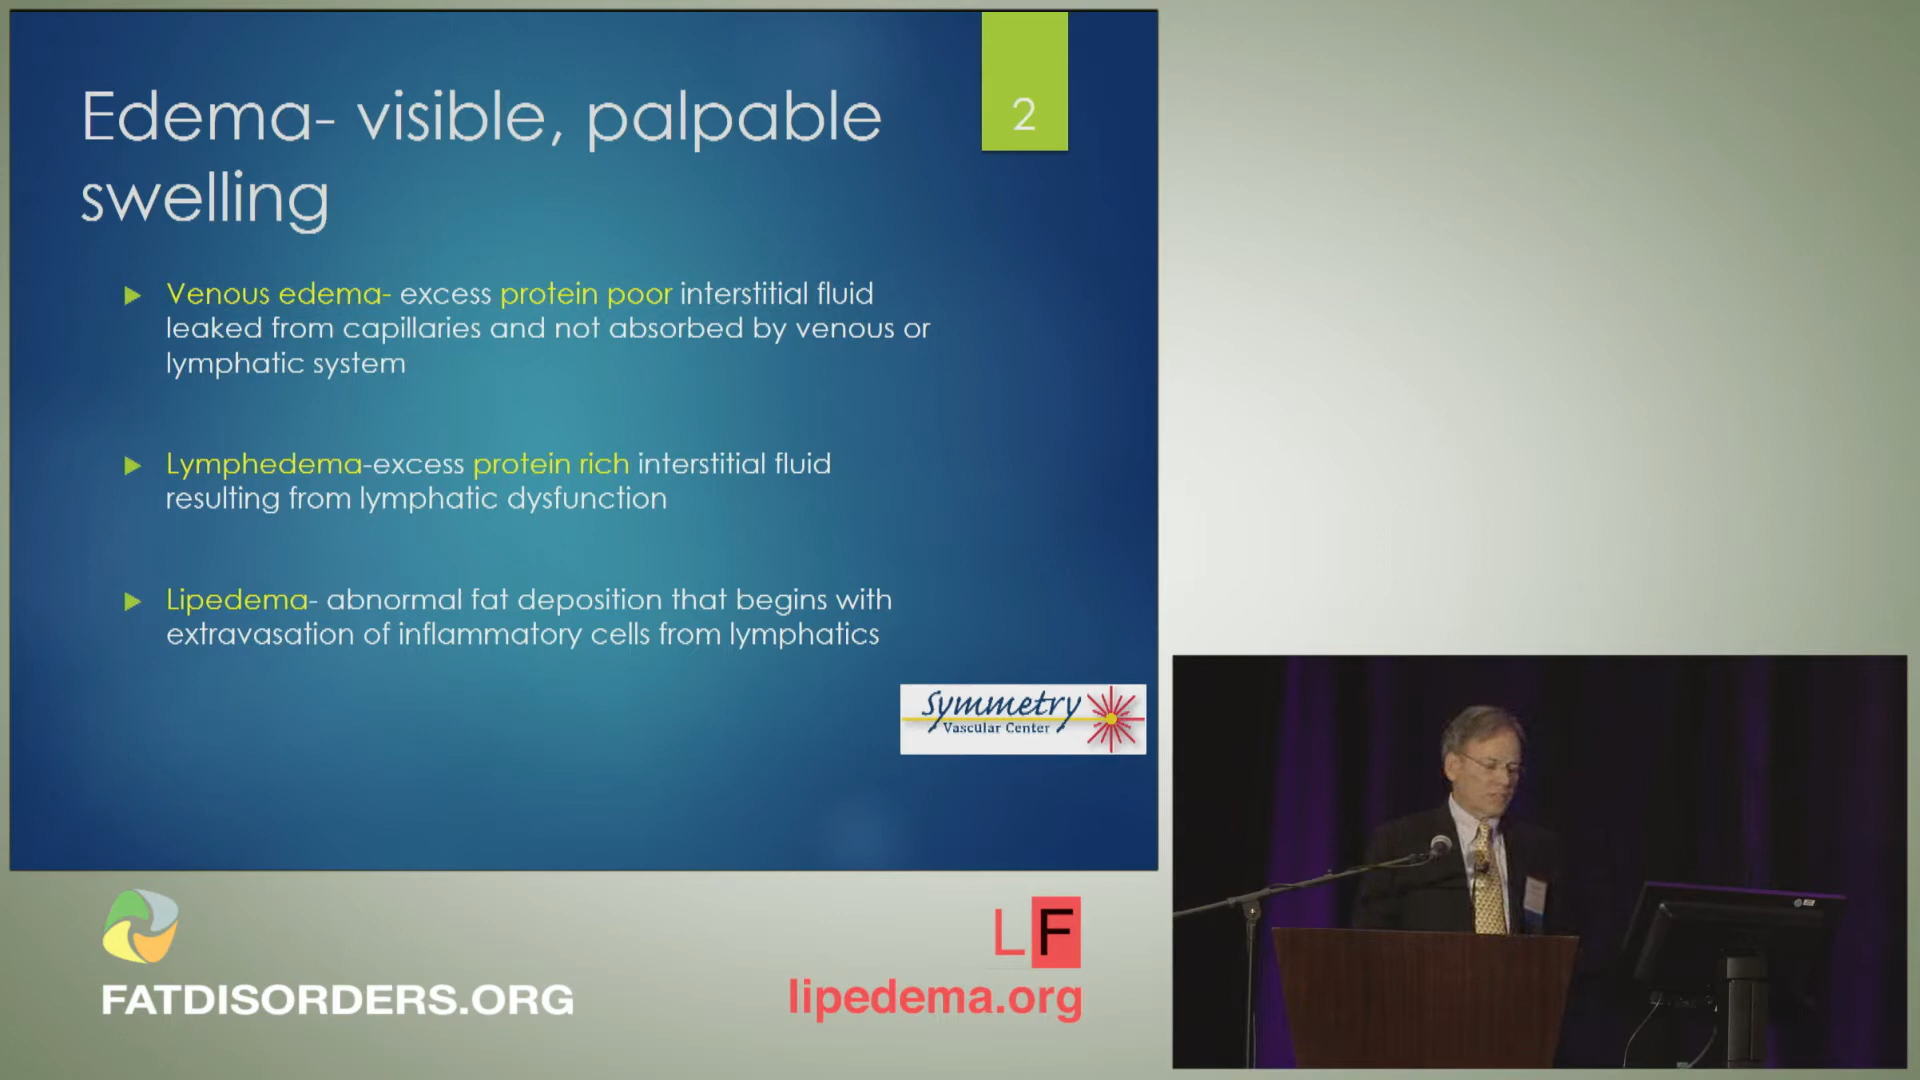 Edema- visible, palpable
swelling
2
Venous edema- excess protein poor interstitial fluid
leaked from capillaries and not absorbed by venous or
lymphatic system
Lymphedema-excess protein rich interstitial fluid
resulting from lymphatic dysfunction
Lipedema- abnormal fat deposition that begins with
extravasation of inflammatory cells from lymphatics
Symmetry
Vascular Center
FATDISORDERS.ORG
LF
lipedema.org